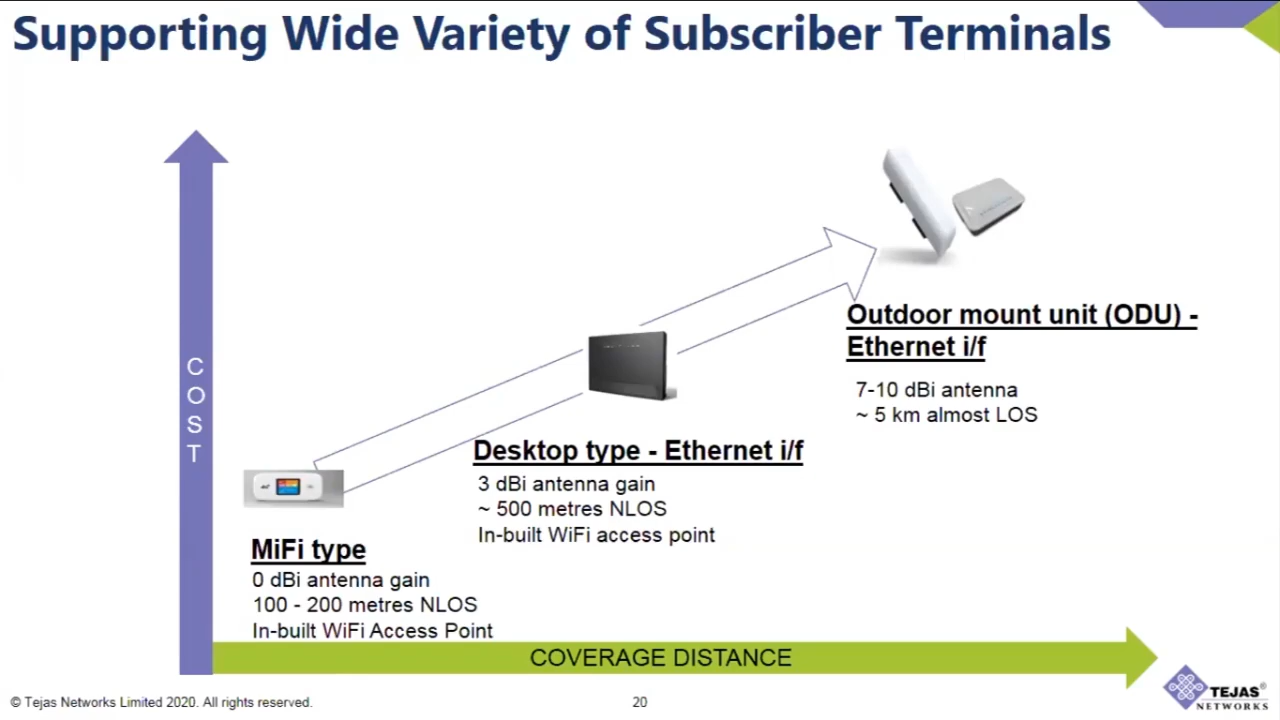 Supporting Wide Variety of Subscriber Terminals
C
O
S
T
Outdoor mount unit (ODU) -
Ethernet i/f
7-10 dBi antenna
~ 5 km almost LOS
Desktop type - Ethernet i/f
3 dBi antenna gain
~ 500 metres NLOS
In-built WiFi access point
MiFi type
0 dBi antenna gain
100 - 200 metres NLOS
In-built WiFi Access Point
COVERAGE DISTANCE
© Tejas Networks Limited 2020. All rights reserved.
20
TEJAS®
NETWORKS